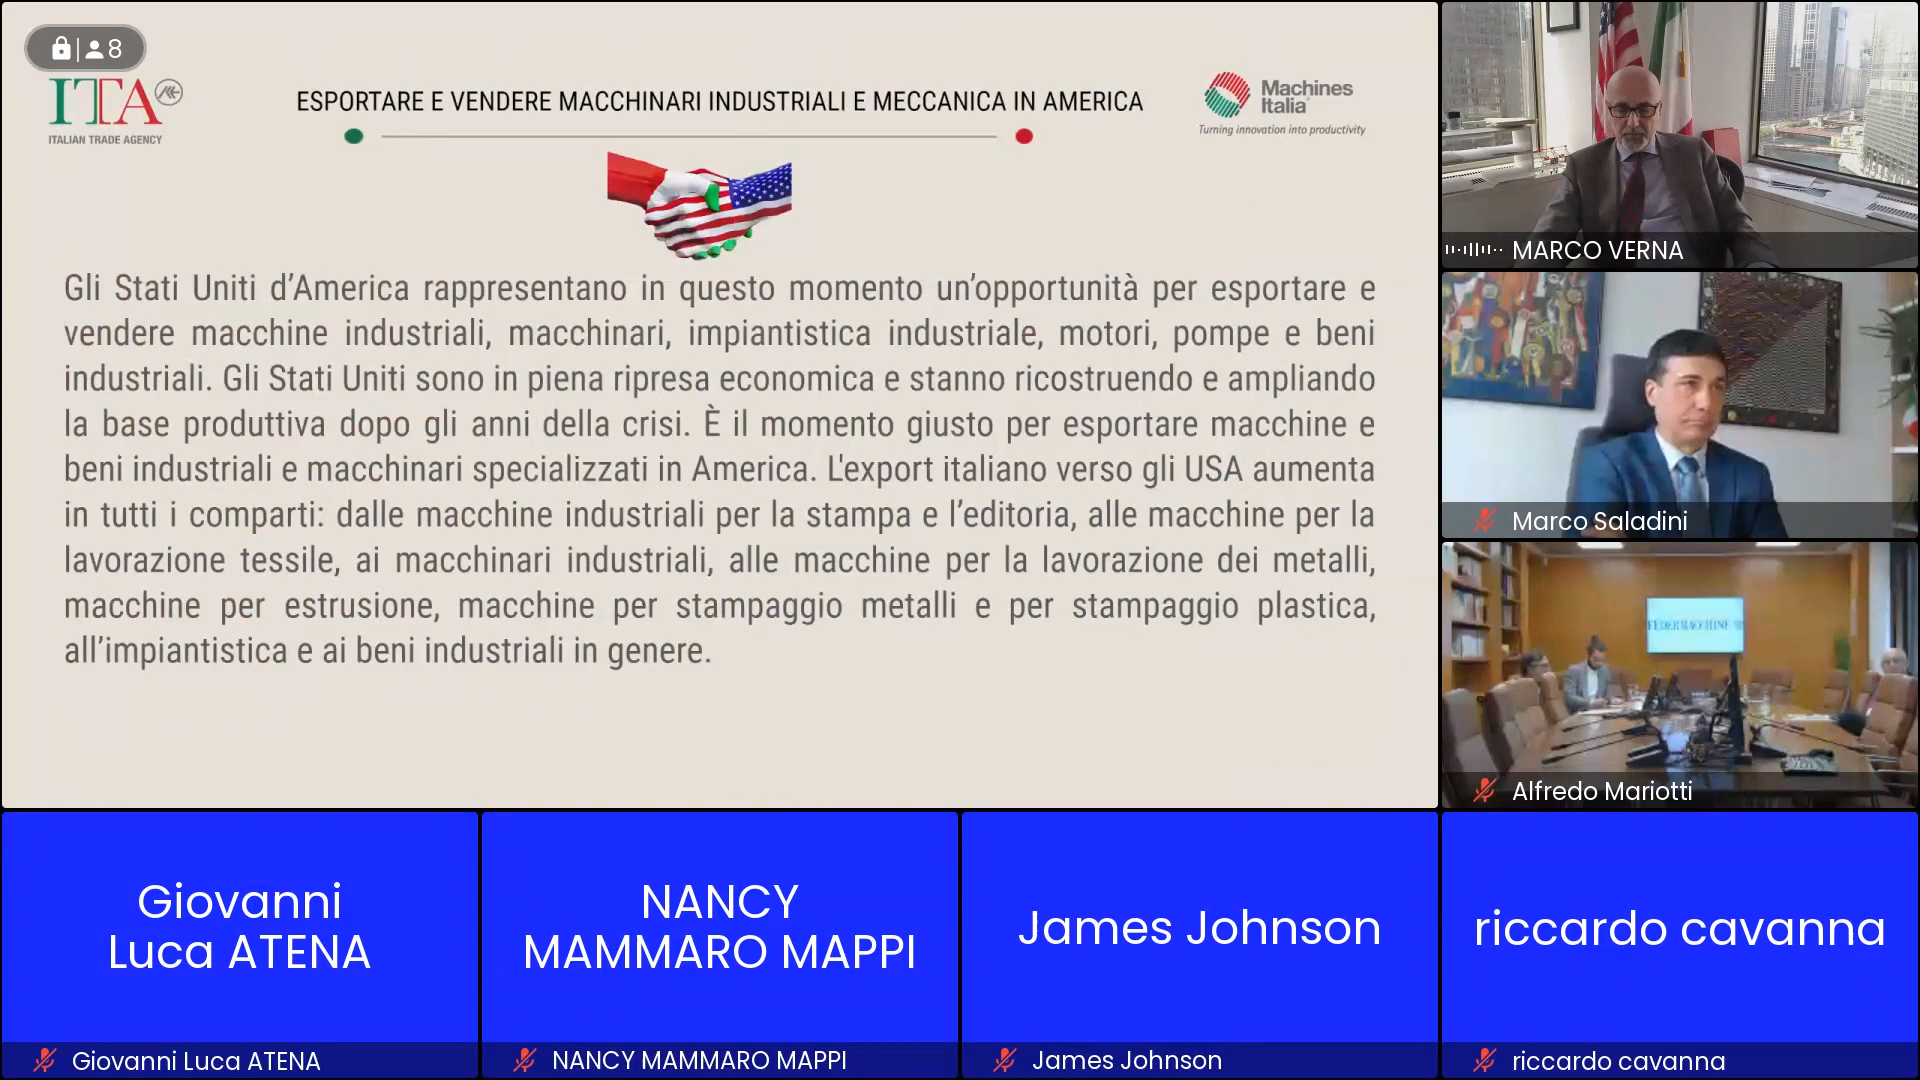 8
ITA
ITALIAN TRADE AGENCY
ESPORTARE E VENDERE MACCHINARI INDUSTRIALI E MECCANICA IN AMERICA
Machines
Italia
Turning innovation into productivity
Gli Stati Uniti d’America rappresentano in questo momento un’opportunità per esportare e
vendere macchine industriali, macchinari, impiantistica industriale, motori, pompe e beni
industriali. Gli Stati Uniti sono in piena ripresa economica e stanno ricostruendo e ampliando
la base produttiva dopo gli anni della crisi. È il momento giusto per esportare macchine e
beni industriali e macchinari specializzati in America. L'export italiano verso gli USA aumenta
in tutti i comparti: dalle macchine industriali per la stampa e l’editoria, alle macchine per la
lavorazione tessile, ai macchinari industriali, alle macchine per la lavorazione dei metalli,
macchine per estrusione, macchine per stampaggio metalli e per stampaggio plastica,
all’impiantistica e ai beni industriali in genere.
MARCO VERNA
Marco Saladini
FEDERMACCHINE
Alfredo Mariotti
Giovanni
Luca ATENA
Giovanni Luca ATENA
NANCY
MAMMARO MAPPI
NANCY MAMMARO MAPPI
James Johnson
James Johnson
riccardo cavanna
riccardo cavanna